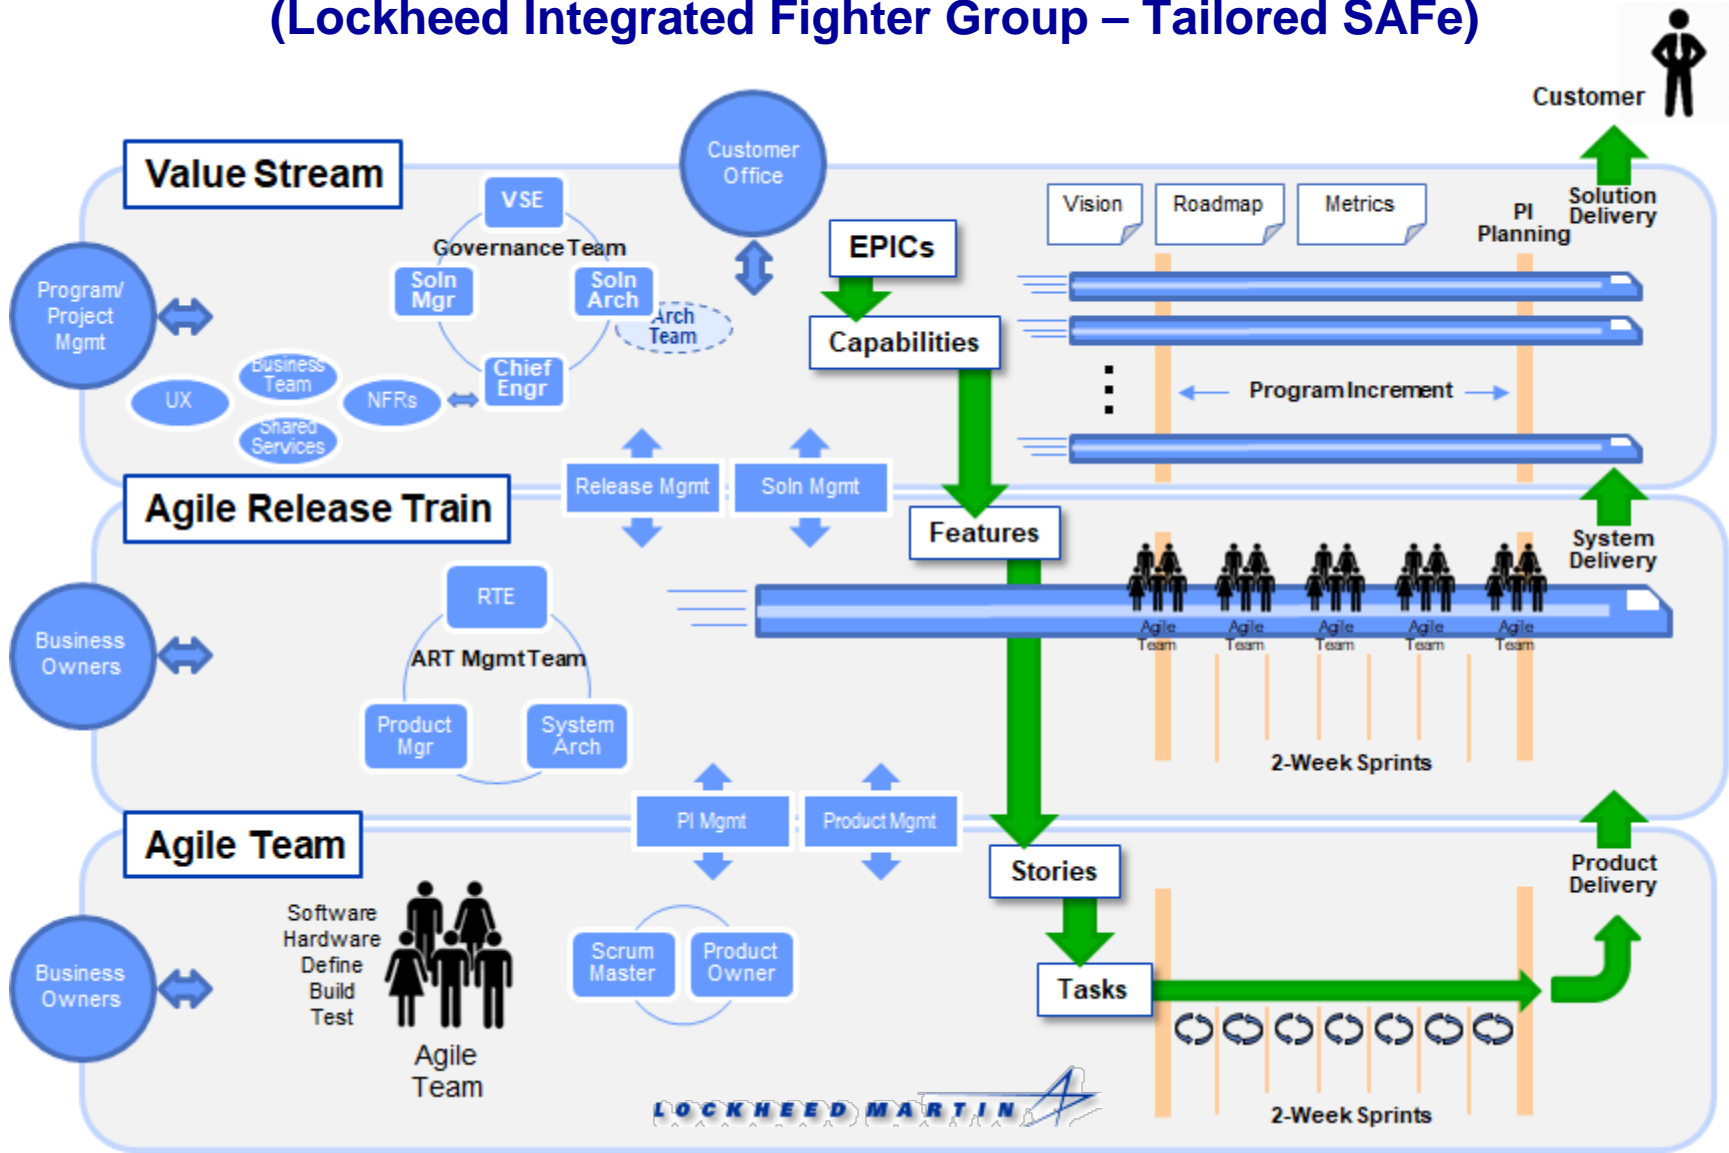 (Lockheed Integrated Fighter Group – Tailored SAFe)
Customer
Value Stream
Customer
Office
VSE
Governance Team
Soln
Mgr
Soln
Arch
Arch
Team
Chief
Engr
Program/
Project
Mgmt
UX
Business
Team
NFRs
Shared
Services
EPICs
Capabilities
Vision
Roadmap
Metrics
PI
Planning
Solution
Delivery
Program Increment
Release Mgmt
Soln Mgmt
Agile Release Train
Features
System
Delivery
Business
Owners
RTE
ART Mgmt Team
Product
Mgr
System
Arch
Agile
Team
Agile
Team
Agile
Team
Agile
Team
Agile
Team
2-Week Sprints
PI Mgmt
Product Mgmt
Agile Team
Stories
Product
Delivery
Business
Owners
Software
Hardware
Define
Build
Test
Agile
Team
Scrum
Master
Product
Owner
Tasks
2-Week Sprints
LOCKHEED MARTIN